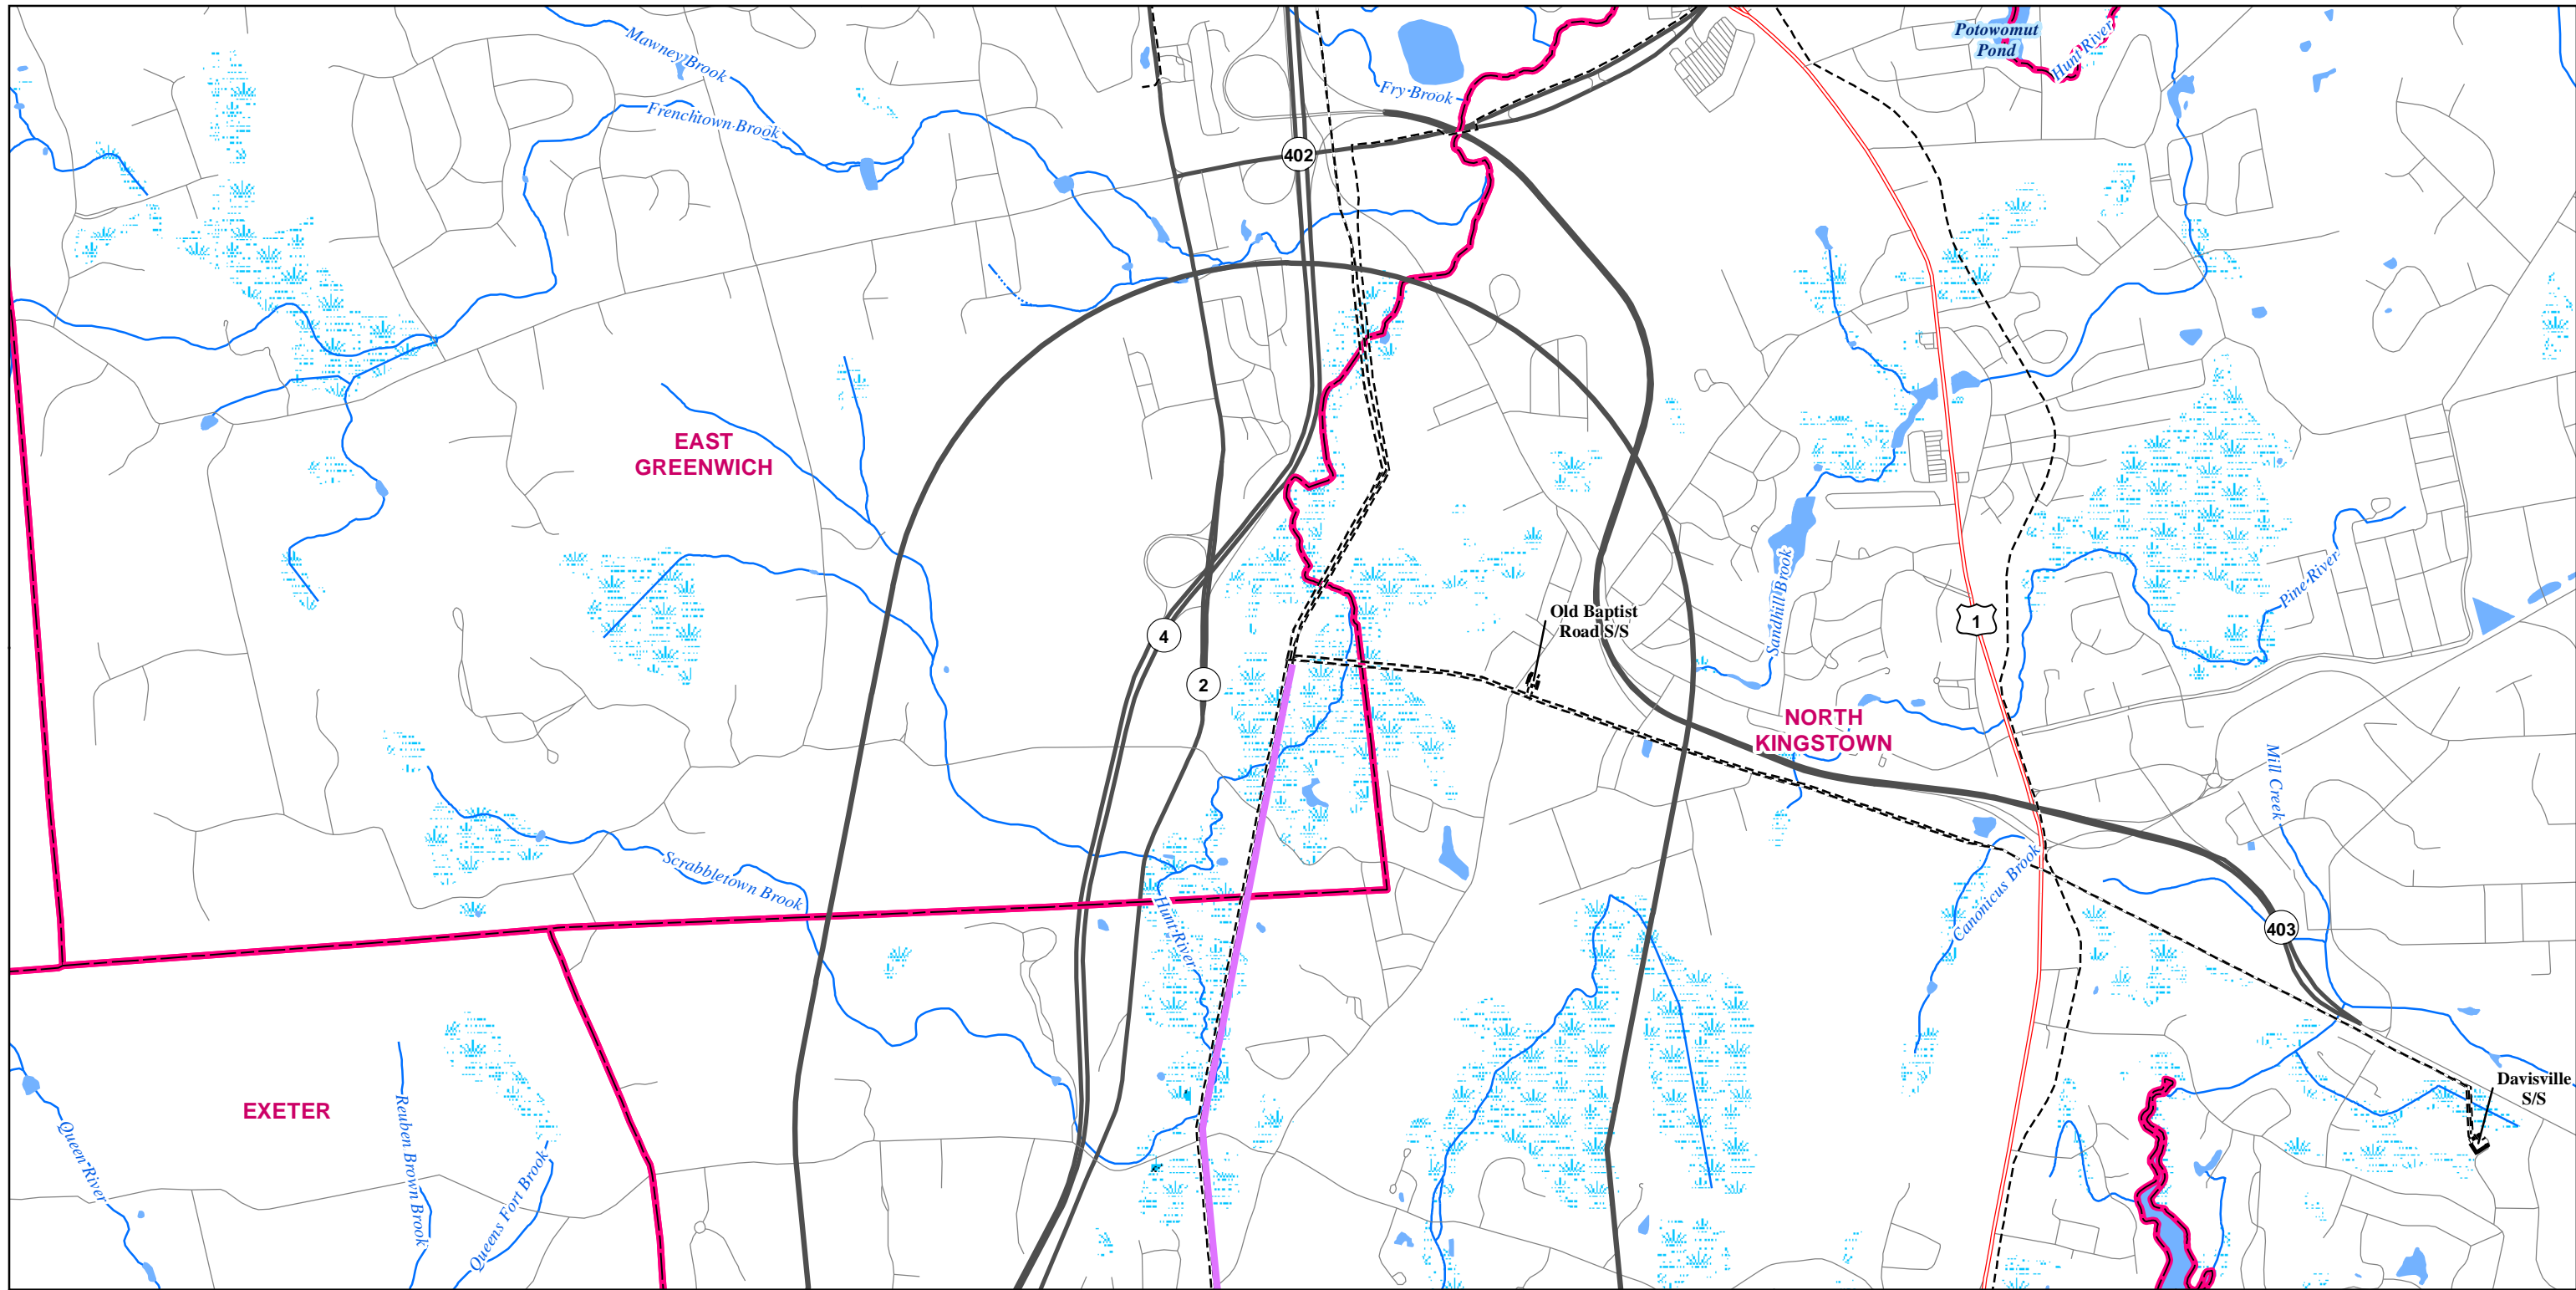 Mawney Brook
Frenchtown Brook
Fry Brook
Potowomut
Pond
Hunt River
402
EAST
GREENWICH
Old Baptist
Road S/S
Sandhill Brook
1
Pine River
4
2
NORTH
KINGSTOWN
Mill Creek
Scrabbletown Brook
Hunt River
Canonicus Brook
403
EXETER
Queen River
Reuben Brown Brook
Queens Fort Brook
Davisville
S/S